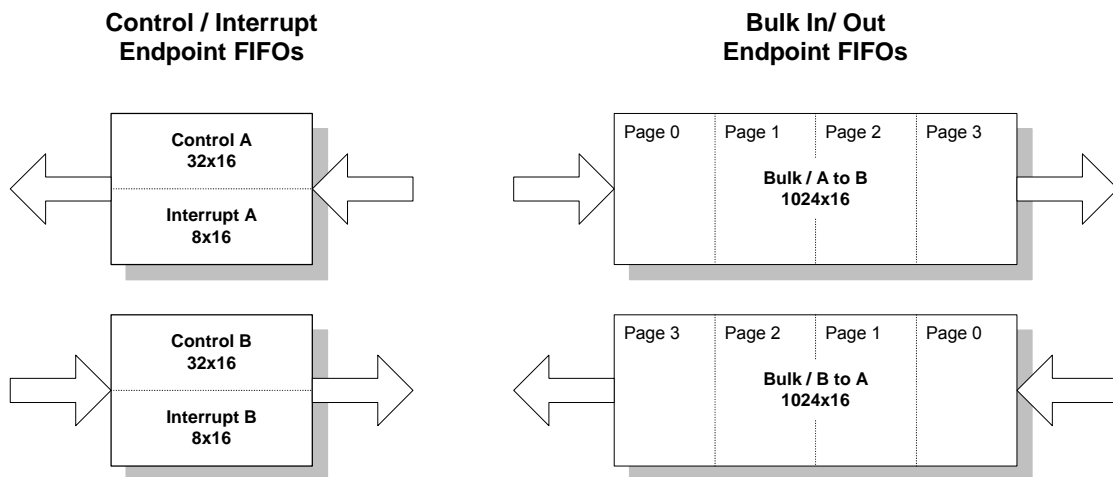 Control / Interrupt
Endpoint FIFOs
Control A
32x16
Interrupt A
8x16
Control B
32x16
Interrupt B
8x16
Bulk In/ Out
Endpoint FIFOs
Page 0
Page 1
Page 2
Page 3
Bulk / A to B
1024x16
Page 3
Page 2
Page 1
Page 0
Bulk / B to A
1024x16